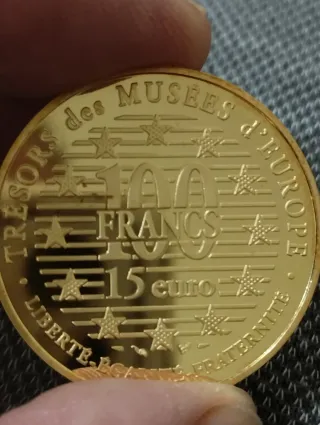 TRÉSORS des MUSÉES d'EUROPE
100
FRANCS
15 euro
· LIBERTÉ ÉGALITÉ FRATERNITÉ ·